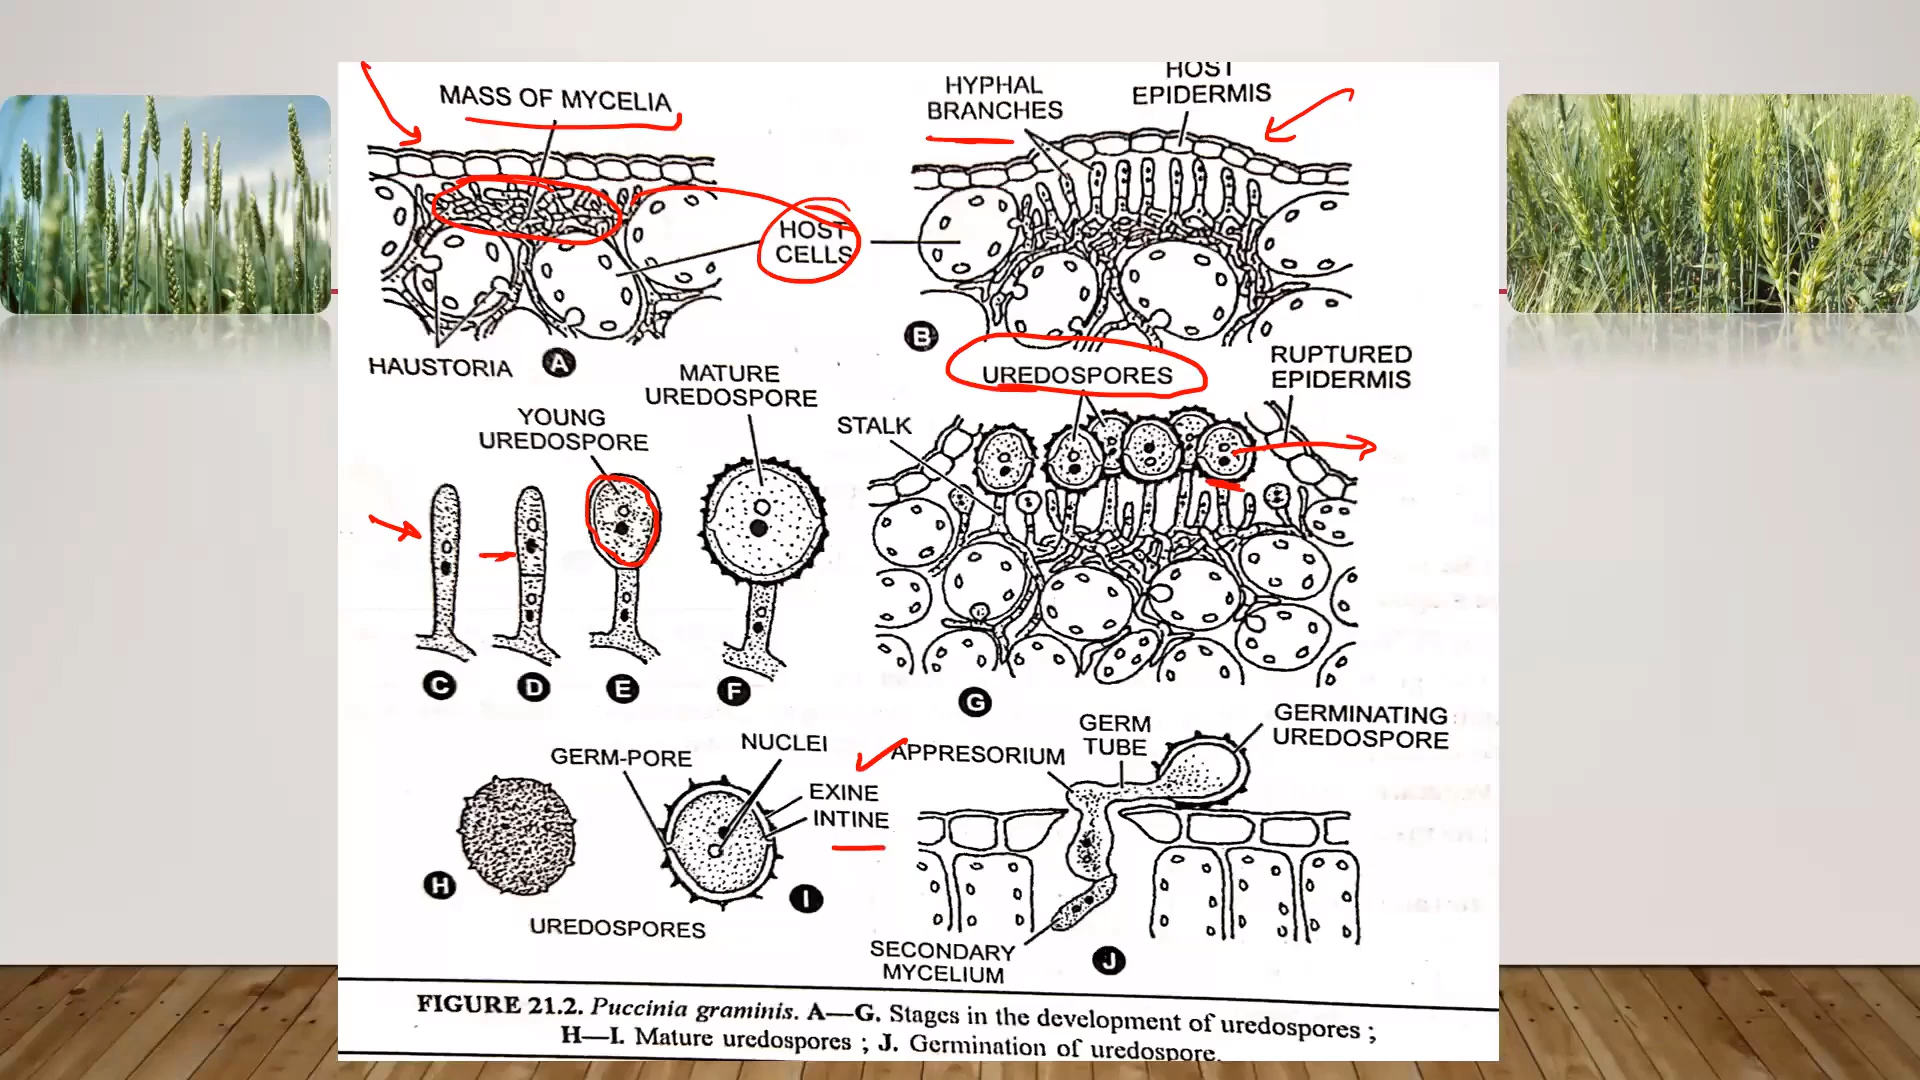 MASS OF MYCELIA
HYPHAL
BRANCHES
HOST
EPIDERMIS
HOST
CELLS
HAUSTORIA
A
B
MATURE
UREDOSPORE
UREDOSPORES
RUPTURED
EPIDERMIS
YOUNG
UREDOSPORE
STALK
C
D
E
F
G
GERM-PORE
NUCLEI
EXINE
INTINE
APPRESORIUM
GERM
TUBE
GERMINATING
UREDOSPORE
H
I
UREDOSPORES
SECONDARY
MYCELIUM
J
FIGURE 21.2. Puccinia graminis. A—G. Stages in the development of uredospores ;
H—I. Mature uredospores ; J. Germination of uredospore.